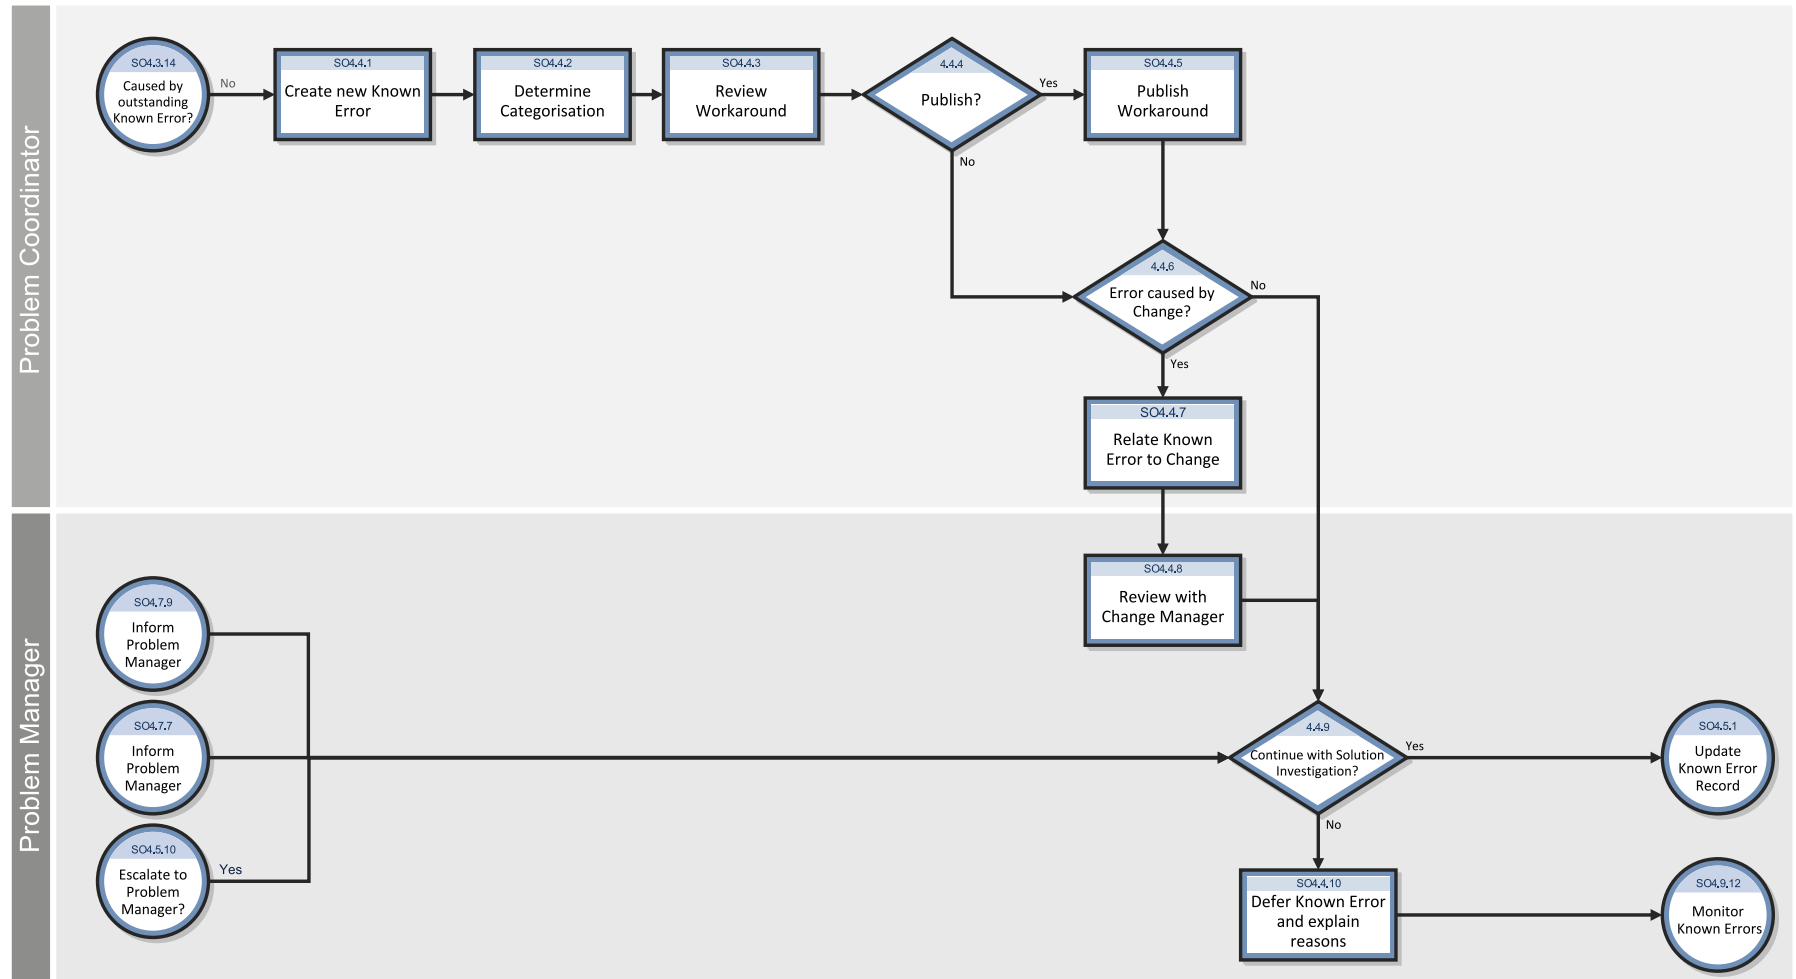 Problem Coordinator
SO4.3.14
Caused by
outstanding
Known Error?
No
SO4.4.1
Create new Known
Error
SO4.4.2
Determine
Categorisation
SO4.4.3
Review
Workaround
4.4.4
Publish?
Yes
No
SO4.4.5
Publish
Workaround
4.4.6
Error caused by
Change?
No
Yes
SO4.4.7
Relate Known
Error to Change
Problem Manager
SO4.4.8
Review with
Change Manager
SO4.7.9
Inform
Problem
Manager
SO4.7.7
Inform
Problem
Manager
SO4.5.10
Escalate to
Problem
Manager?
Yes
4.4.9
Continue with Solution
Investigation?
Yes
No
SO4.5.1
Update
Known Error
Record
SO4.4.10
Defer Known Error
and explain
reasons
SO4.9.12
Monitor
Known Errors